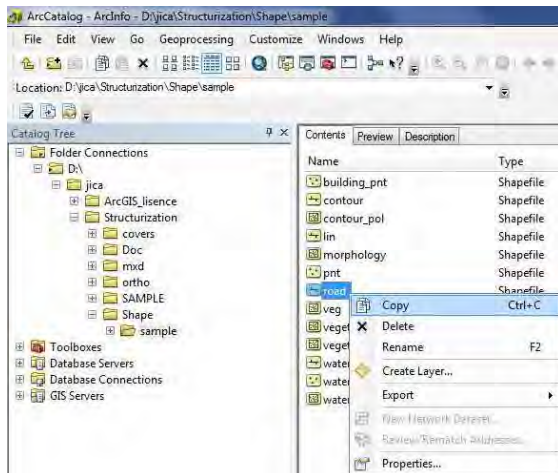 ArcCatalog - ArcInfo - D:\jica\Structurization\Shape\sample
File Edit View Go Geoprocessing Customize Windows Help
Location: D:\jica\Structurization\Shape\sample
Catalog Tree
Folder Connections
D:\
jica
ArcGIS_lisence
Structurization
covers
Doc
mxd
ortho
SAMPLE
Shape
sample
Toolboxes
Database Servers
Database Connections
GIS Servers
Contents Preview Description
Name Type
building_pnt Shapefile
contour Shapefile
contour_pol Shapefile
lin Shapefile
morphology Shapefile
pnt Shapefile
road Shapefile
veg
veget
veget
water
water
water
Copy Ctrl+C
Delete
Rename F2
Create Layer...
Export
New Network Dataset...
Review/Rematch Addresses...
Properties...